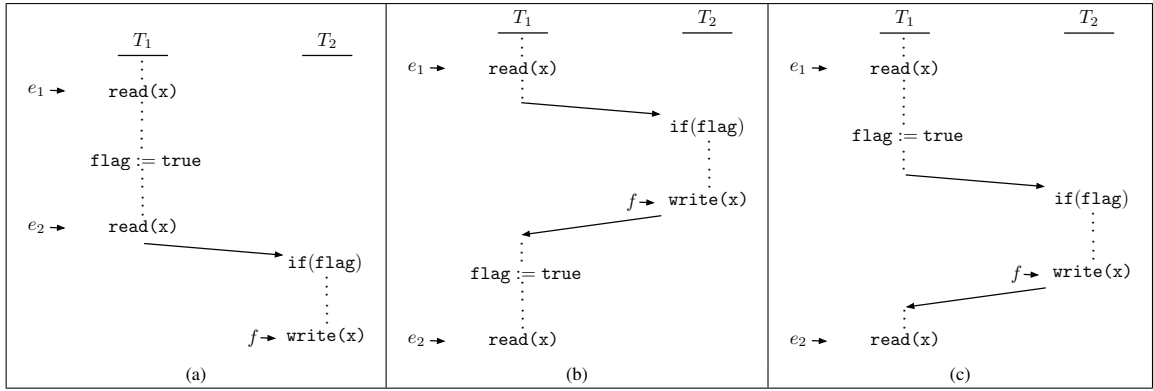 T₁
T₂
e₁ read(x)
flag := true
e₂ read(x)
if(flag)
f write(x)
(a)
T₁
T₂
e₁ read(x)
if(flag)
f write(x)
flag := true
e₂ read(x)
(b)
T₁
T₂
e₁ read(x)
flag := true
if(flag)
f write(x)
e₂ read(x)
(c)